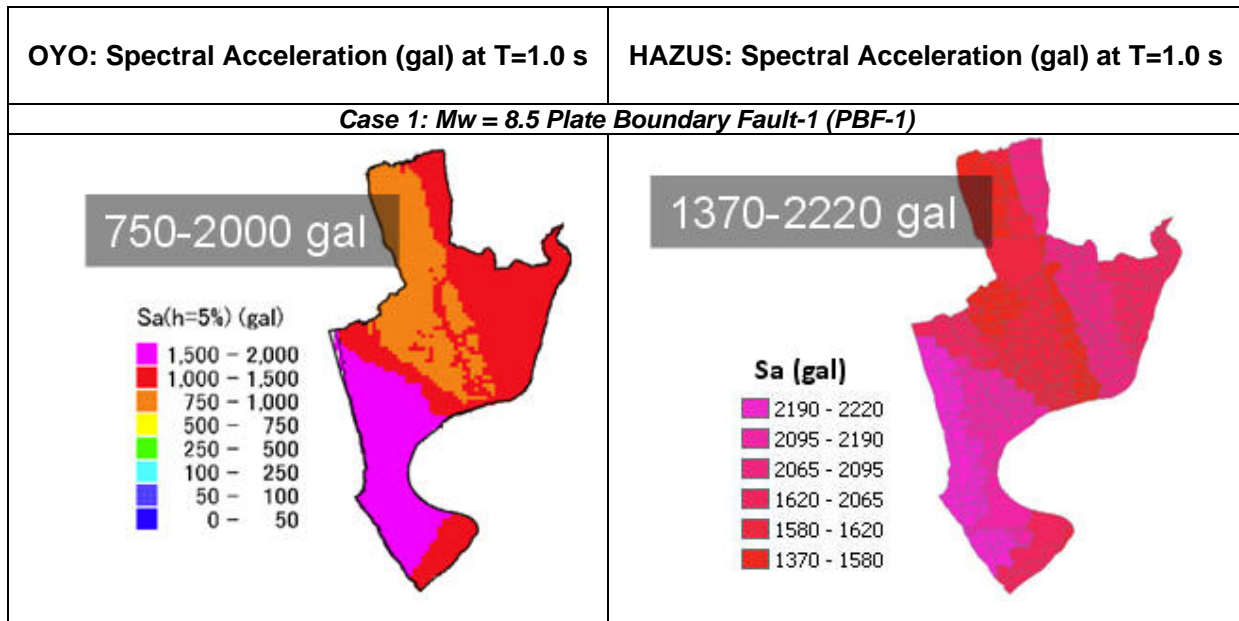 OYO: Spectral Acceleration (gal) at T=1.0 s
HAZUS: Spectral Acceleration (gal) at T=1.0 s
Case 1: Mw = 8.5 Plate Boundary Fault-1 (PBF-1)
750-2000 gal
Sa(h=5%) (gal)
1,500 - 2,000
1,000 - 1,500
750 - 1,000
500 - 750
250 - 500
100 - 250
50 - 100
0 - 50
1370-2220 gal
Sa (gal)
2190 - 2220
2095 - 2190
2065 - 2095
1620 - 2065
1580 - 1620
1370 - 1580